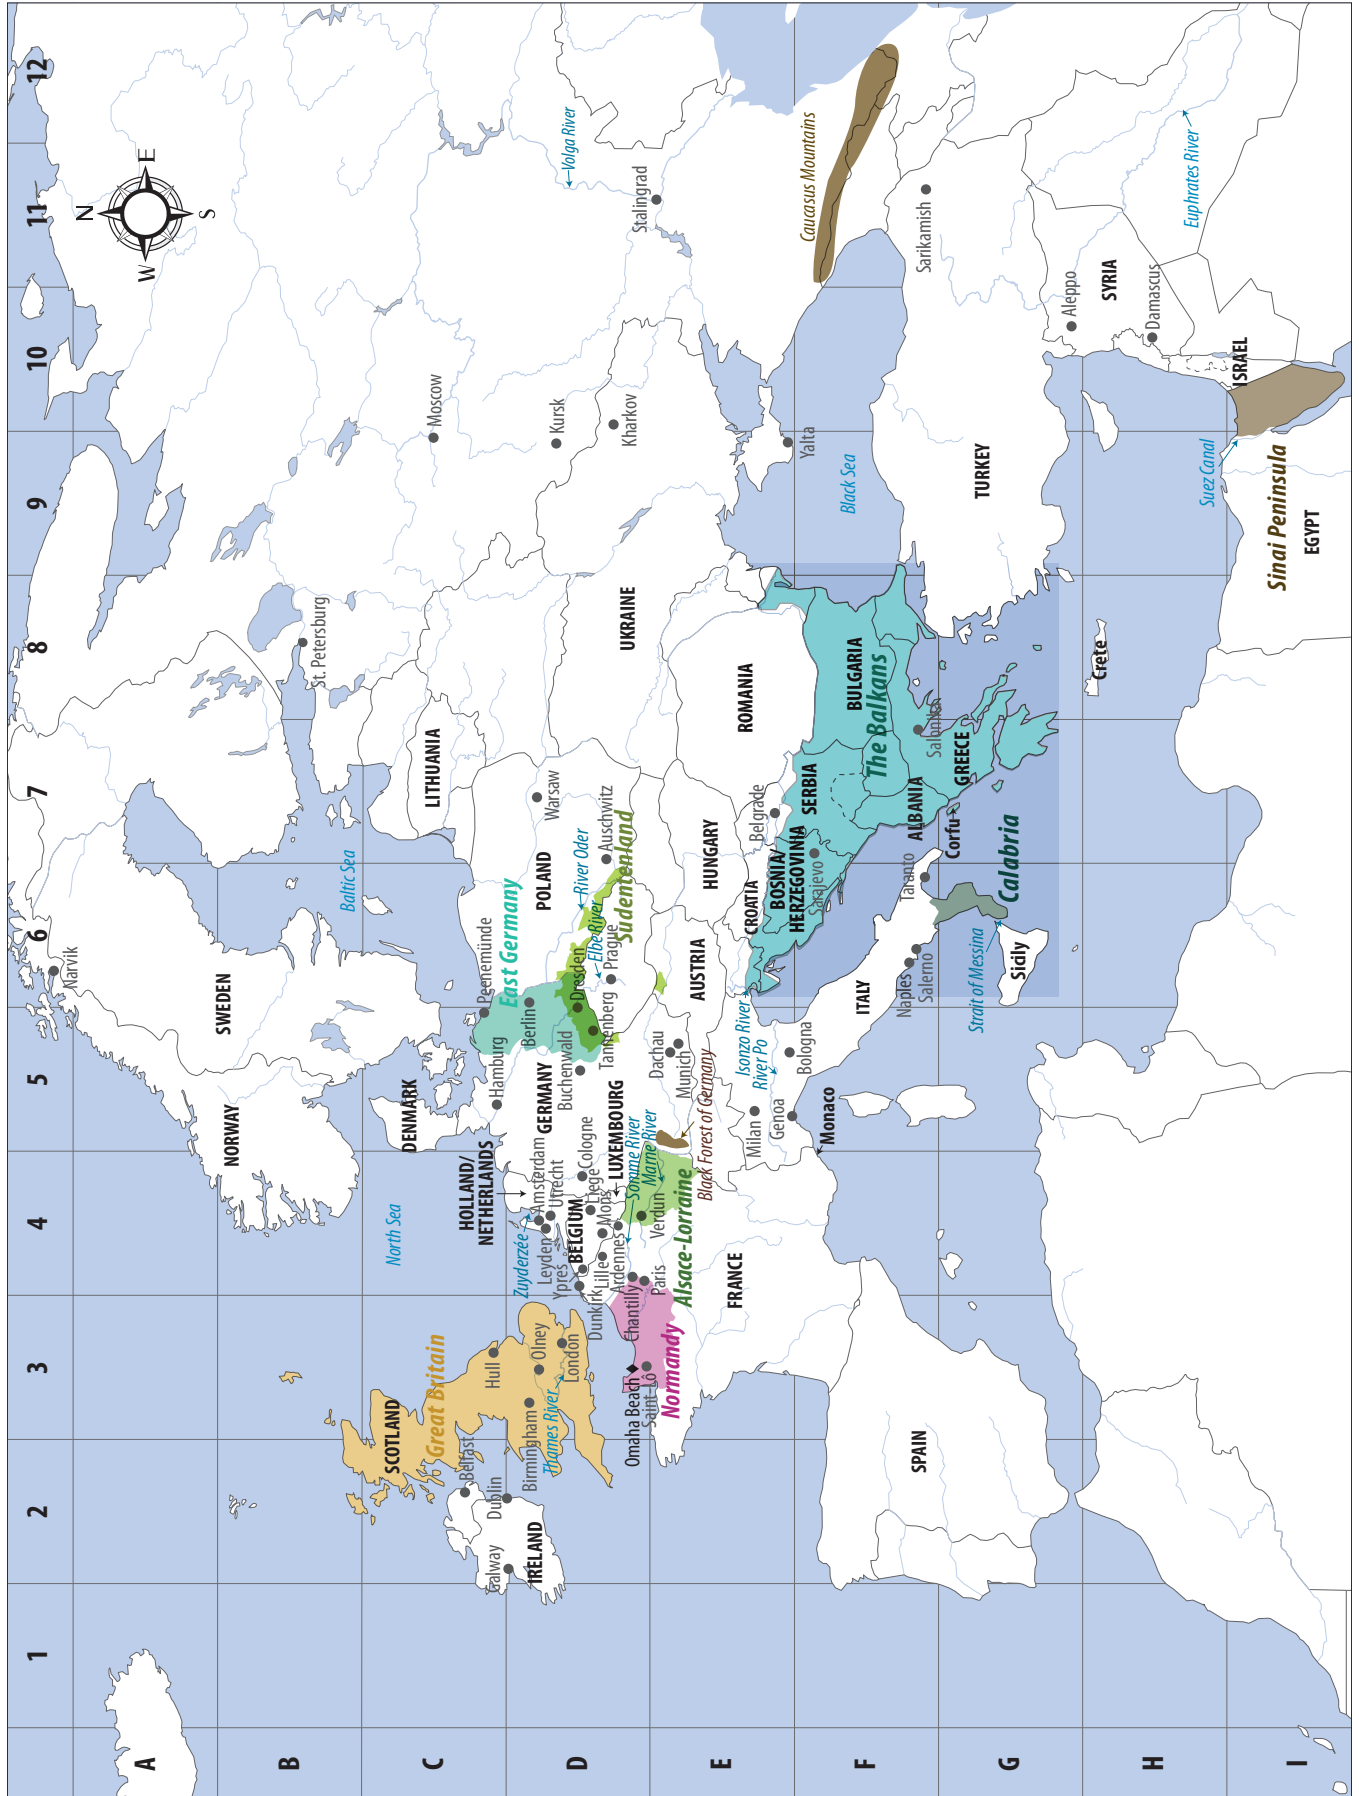 1
2
3
4
5
6
7
8
9
10
11
12
A
B
C
D
E
F
G
H
I
N
E
S
W
Narvik
SWEDEN
NORWAY
St. Petersburg
Baltic Sea
North Sea
DENMARK
LITHUANIA
Moscow
SCOTLAND
Great Britain
Belfast
Dublin
Galway
IRELAND
Hull
Olney
London
Birmingham
Thames River
HOLLAND/
NETHERLANDS
Zuyderzée
Amsterdam
Utrecht
Leyden
Ypres
BELGIUM
Dunkirk
Lille
Mons
Liege
Ardennes
Cologne
LUXEMBOURG
Hamburg
Peenemünde
East Germany
Berlin
GERMANY
Buchenwald
Tannenberg
Dresden
Elbe River
Prague
River Oder
Sudentenland
POLAND
Warsaw
Auschwitz
Kursk
Kharkov
UKRAINE
Volga River
Stalingrad
Omaha Beach
Saint-Lô
Normandy
Chantilly
Paris
Verdun
Somme River
Marne River
Alsace-Lorraine
Black Forest of Germany
FRANCE
Dachau
Munich
AUSTRIA
HUNGARY
ROMANIA
CROATIA
Belgrade
BOSNIA/
HERZEGOVINA
Sarajevo
SERBIA
BULGARIA
The Balkans
Isonzo River
River Po
Milan
Genoa
Bologna
Monaco
ITALY
Naples
Salerno
Taranto
ALBANIA
Corfu
GREECE
Salonika
Calabria
Strait of Messina
Sicily
Crete
SPAIN
Yalta
Black Sea
Caucasus Mountains
Sarikamish
TURKEY
Aleppo
SYRIA
Damascus
Euphrates River
ISRAEL
Suez Canal
Sinai Peninsula
EGYPT